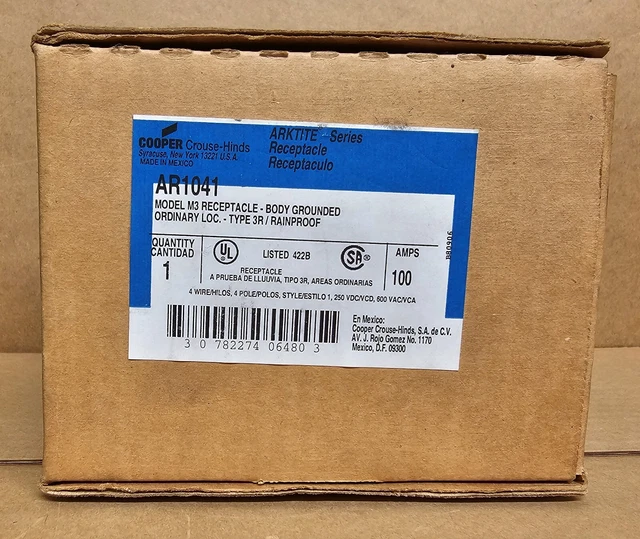 COOPER Crouse-Hinds
Syracuse, New York 13221 U.S.A.
MADE IN MEXICO
ARKTITE Series
Receptacle
Receptaculo
AR1041
MODEL M3 RECEPTACLE - BODY GROUNDED
ORDINARY LOC. - TYPE 3R / RAINPROOF
QUANTITY
CANTIDAD
1
UL
LISTED 422B
SA
AMPS
100
RECEPTACLE
A PRUEBA DE LLUUVIA, TIPO 3R, AREAS ORDINARIAS
4 WIRE/HILOS, 4 POLE/POLOS, STYLE/ESTILO 1, 250 VDC/VCD, 600 VAC/VCA
3 0 782274 06480 3
En Mexico:
Cooper Crouse-Hinds, S.A. de C.V.
AV. J. Rojo Gomez No. 1170
Mexico, D.F. 09300